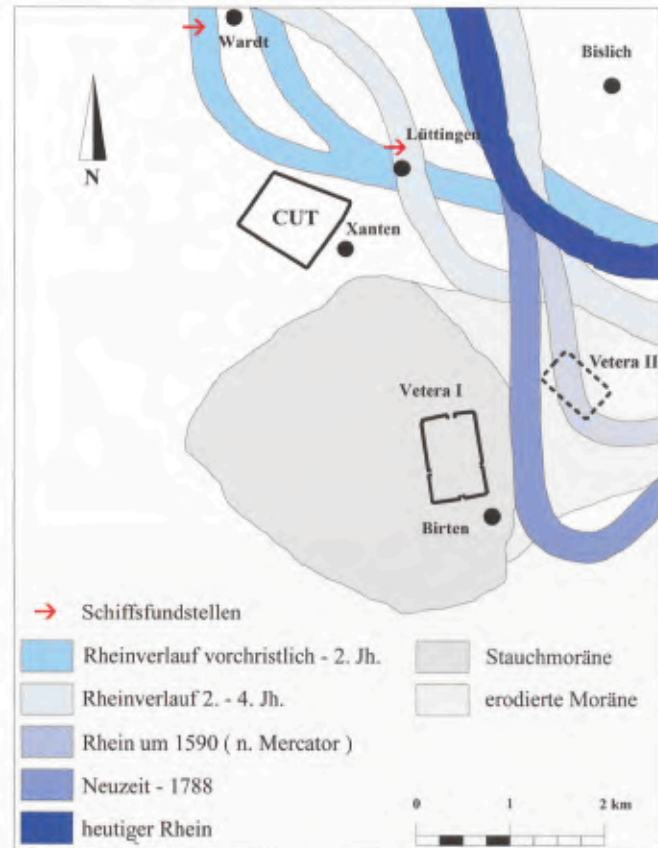 Wardt
Bislich
Lüttingen
N
CUT
Xanten
Vetera II
Vetera I
Birten
Schiffsfundstellen
Rheinverlauf vorchristlich - 2. Jh.
Stauchmoräne
Rheinverlauf 2. - 4. Jh.
erodierte Moräne
Rhein um 1590 ( n. Mercator )
Neuzeit - 1788
0 1 2 km
heutiger Rhein